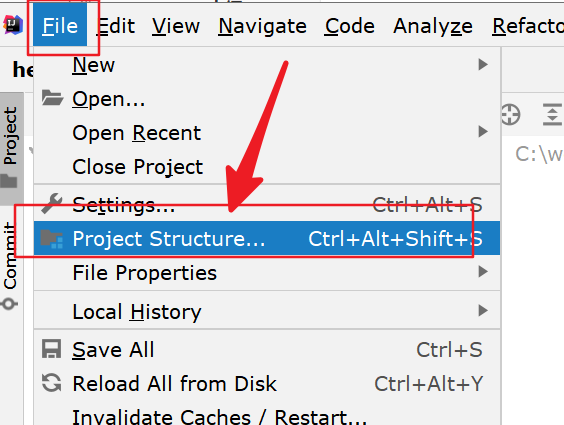 File Edit View Navigate Code Analyze Refacto
he
New
Open...
Open Recent
Close Project
Settings... Ctrl+Alt+S
Project Structure... Ctrl+Alt+Shift+S
File Properties
Local History
Save All Ctrl+S
Reload All from Disk Ctrl+Alt+Y
Invalidate Caches / Restart...
Project
Commit
C:\w